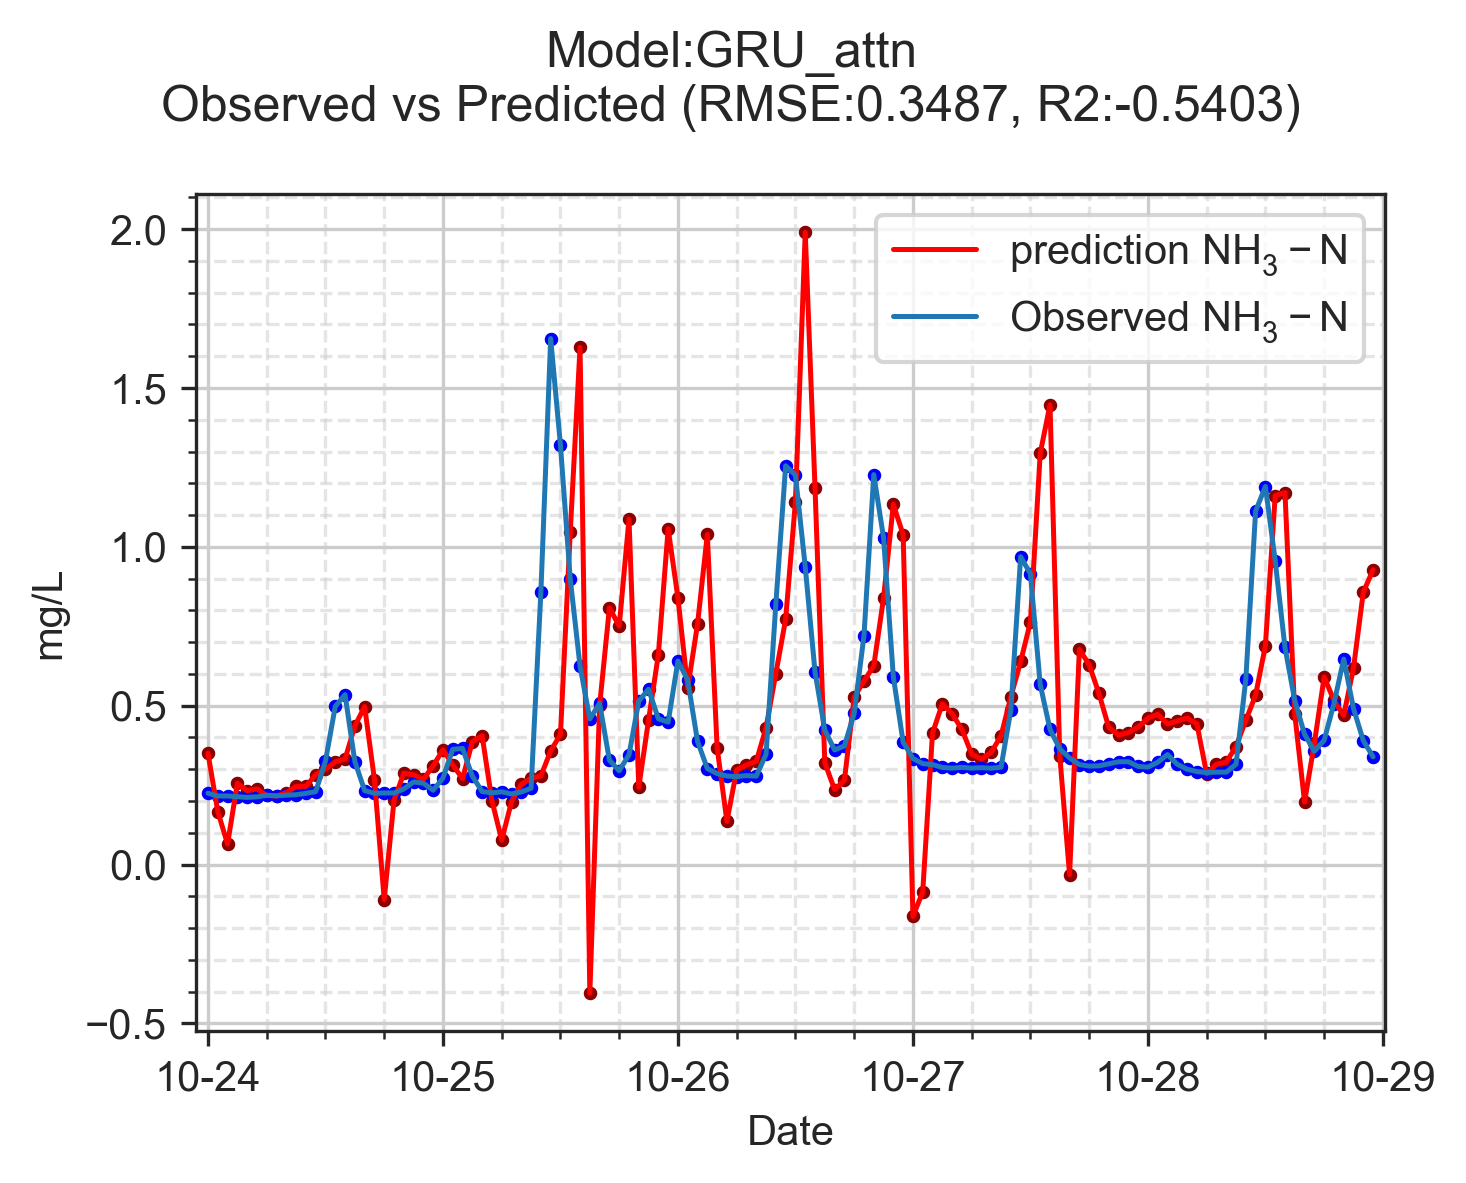 Model:GRU_attn
Observed vs Predicted (RMSE:0.3487, R2:-0.5403)
prediction NH₃ − N
Observed NH₃ − N
2.0
1.5
1.0
0.5
0.0
−0.5
mg/L
10-24 10-25 10-26 10-27 10-28 10-29
Date